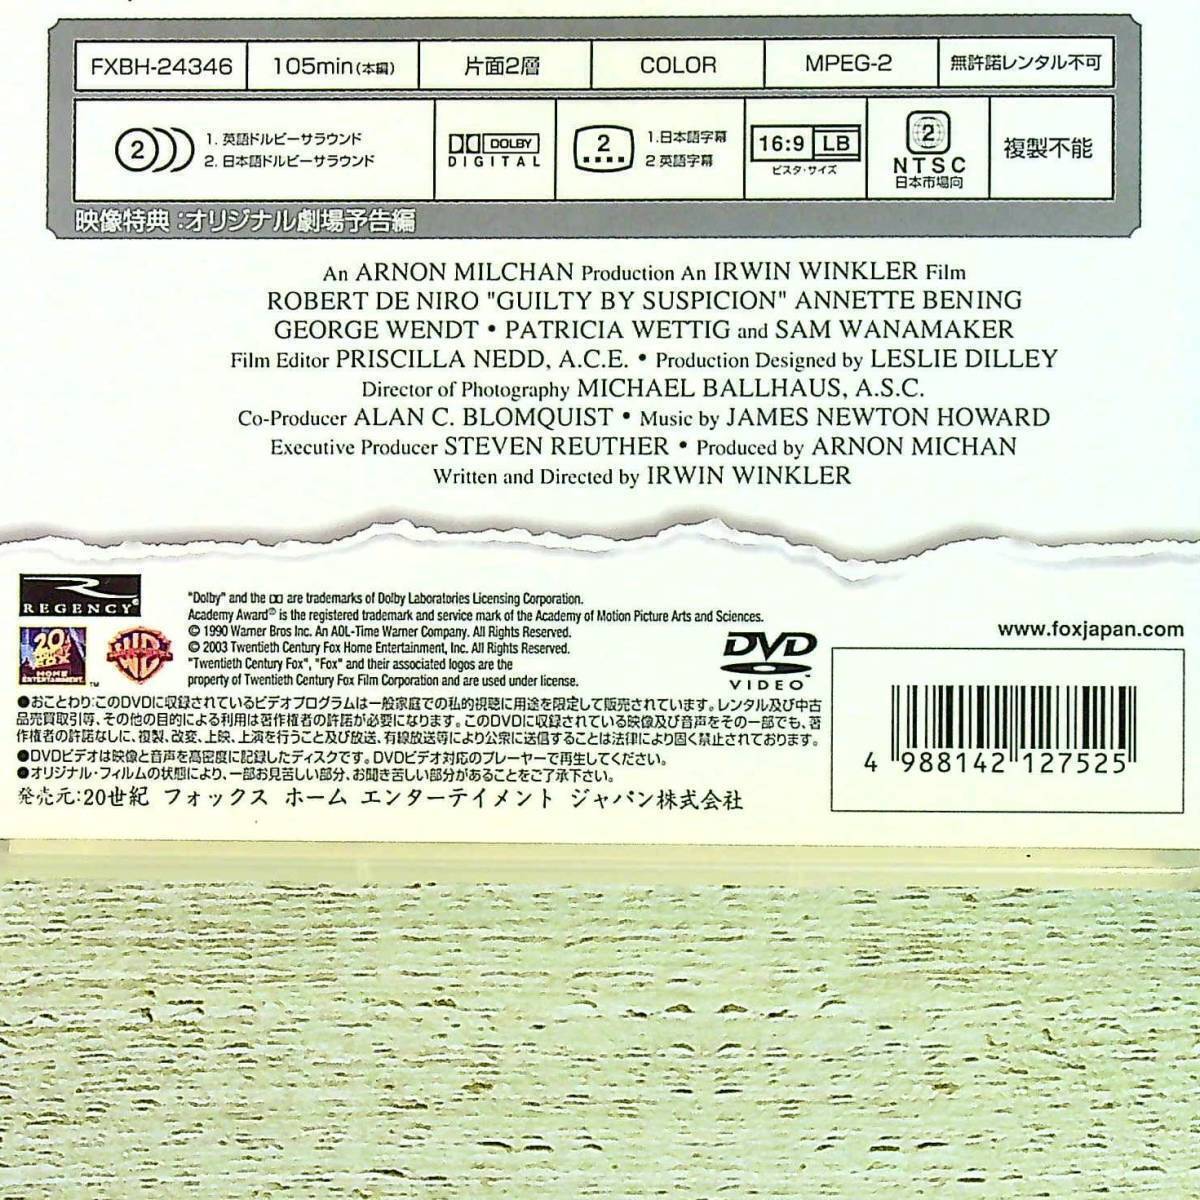 FXBH-24346 105min(本編) 片面2層 COLOR MPEG-2 無許諾レンタル不可
2 1. 英語ドルビーサラウンド
2. 日本語ドルビーサラウンド
DOLBY
DIGITAL
2 1.日本語字幕
2 英語字幕
16:9 LB
ビスタ・サイズ
2
NTSC
日本市場向
複製不能
映像特典:オリジナル劇場予告編
An ARNON MILCHAN Production An IRWIN WINKLER Film
ROBERT DE NIRO "GUILTY BY SUSPICION" ANNETTE BENING
GEORGE WENDT • PATRICIA WETTIG and SAM WANAMAKER
Film Editor PRISCILLA NEDD, A.C.E. • Production Designed by LESLIE DILLEY
Director of Photography MICHAEL BALLHAUS, A.S.C.
Co-Producer ALAN C. BLOMQUIST • Music by JAMES NEWTON HOWARD
Executive Producer STEVEN REUTHER • Produced by ARNON MICHAN
Written and Directed by IRWIN WINKLER
REGENCY
20
FOX
HOME
ENTERTAINMENT
WB
"Dolby" and the DD are trademarks of Dolby Laboratories Licensing Corporation.
Academy Award® is the registered trademark and service mark of the Academy of Motion Picture Arts and Sciences.
© 1990 Warner Bros Inc. An AOL-Time Warner Company. All Rights Reserved.
© 2003 Twentieth Century Fox Home Entertainment, Inc. All Rights Reserved.
"Twentieth Century Fox", "Fox" and their associated logos are the
property of Twentieth Century Fox Film Corporation and are used under license.
DVD
VIDEO™
www.foxjapan.com
●おことわり:このDVDに収録されているビデオプログラムは一般家庭での私的視聴に用途を限定して販売されています。レンタル及び中古
品売買取引等、その他の目的による利用は著作権者の許諾が必要になります。このDVDに収録されている映像及び音声をその一部でも、著
作権者の許諾なしに、複製、改変、上映、上演を行うこと及び放送、有線放送等により公衆に送信することは法律により固く禁止されております。
●DVDビデオは映像と音声を高密度に記録したディスクです。DVDビデオ対応のプレーヤーで再生してください。
●オリジナル・フィルムの状態により、一部お見苦しい部分、お聞き苦しい部分があることをご了承下さい。
発売元:20世紀 フォックス ホーム エンターテイメント ジャパン株式会社
4 988142 127525